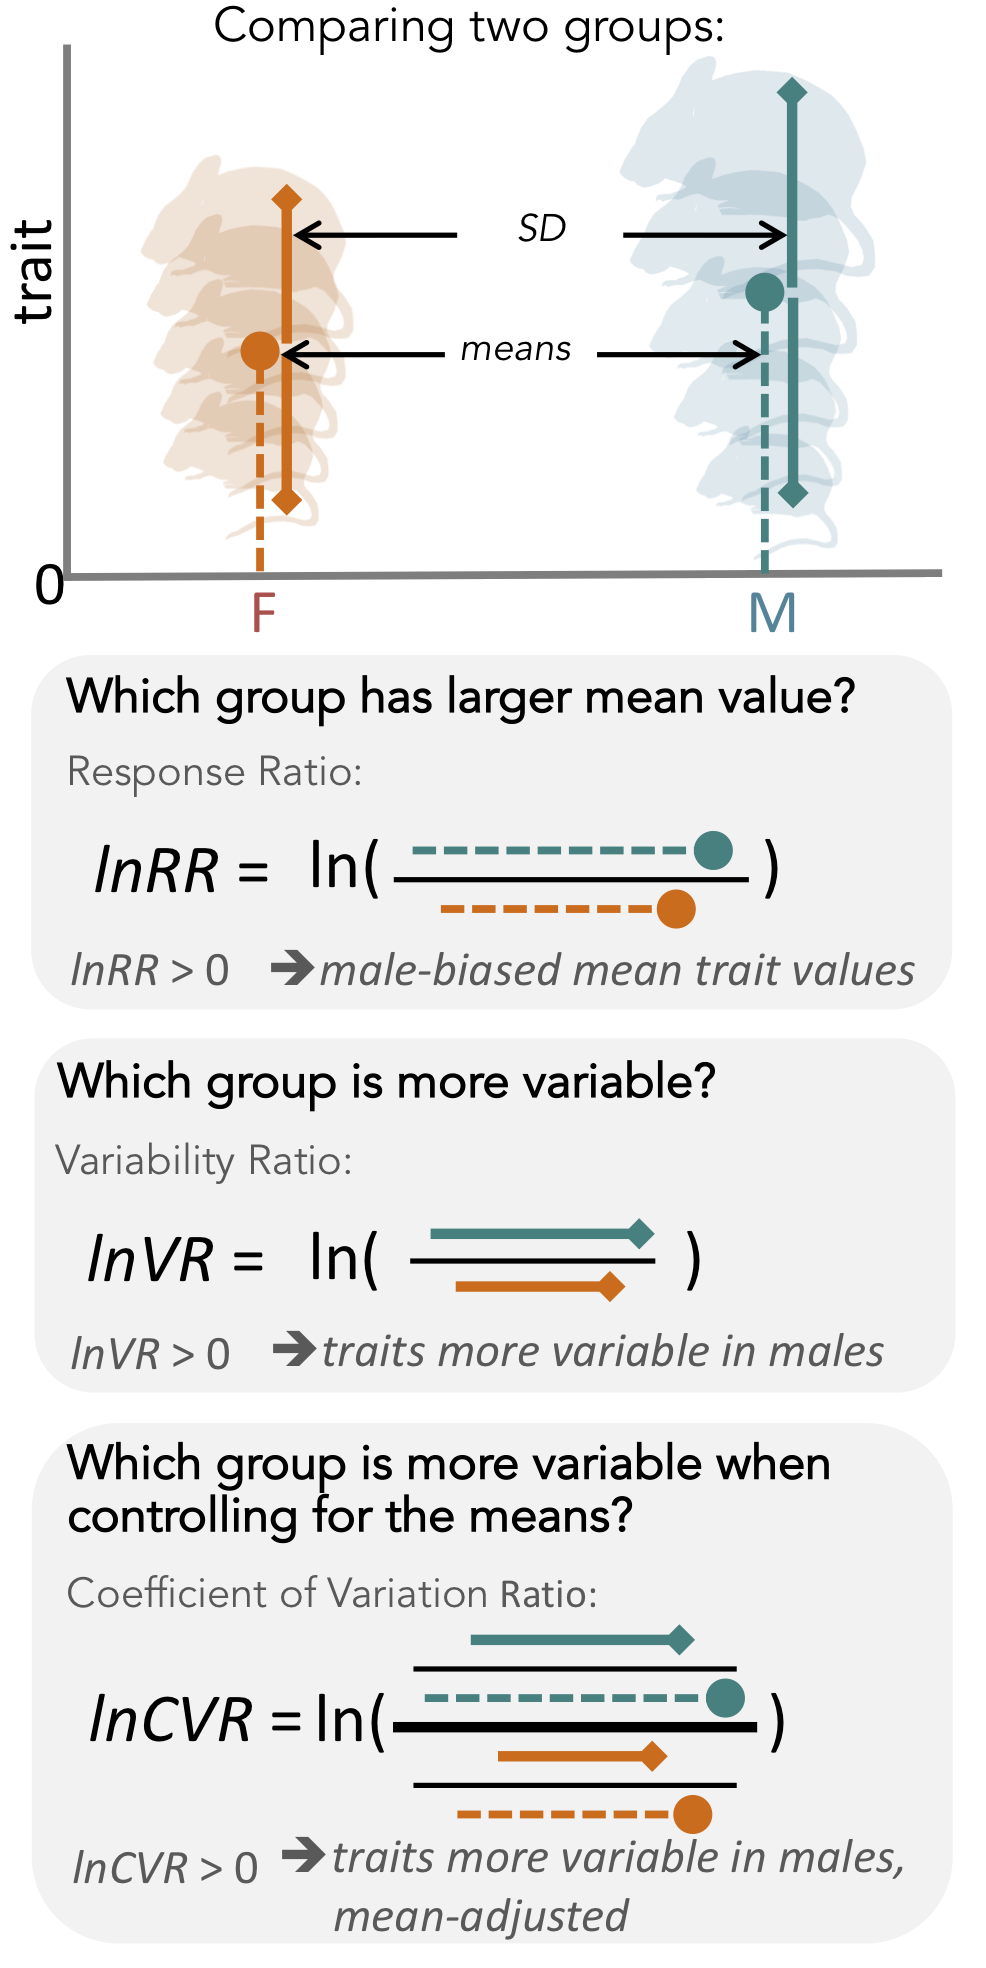 Comparing two groups:
trait
SD
means
0
F M
Which group has larger mean value?
Response Ratio:
lnRR = ln( )
lnRR > 0 ➔ male-biased mean trait values
Which group is more variable?
Variability Ratio:
lnVR = ln( )
lnVR > 0 ➔ traits more variable in males
Which group is more variable when
controlling for the means?
Coefficient of Variation Ratio:
lnCVR = ln( )
lnCVR > 0 ➔ traits more variable in males,
mean-adjusted